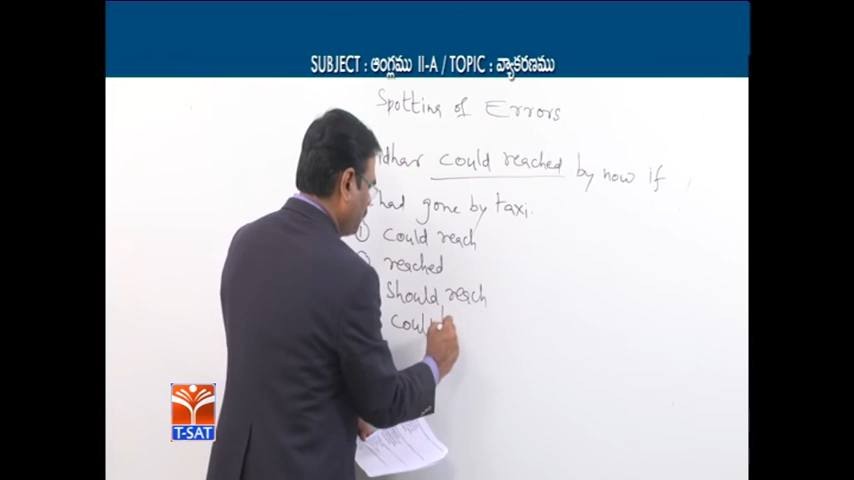 SUBJECT : ఆంగ్లము II-A / TOPIC : వ్యాకరణము
Spotting of Errors
could reached by now if
had gone by taxi.
① could reach
reached
should reach
T-SAT